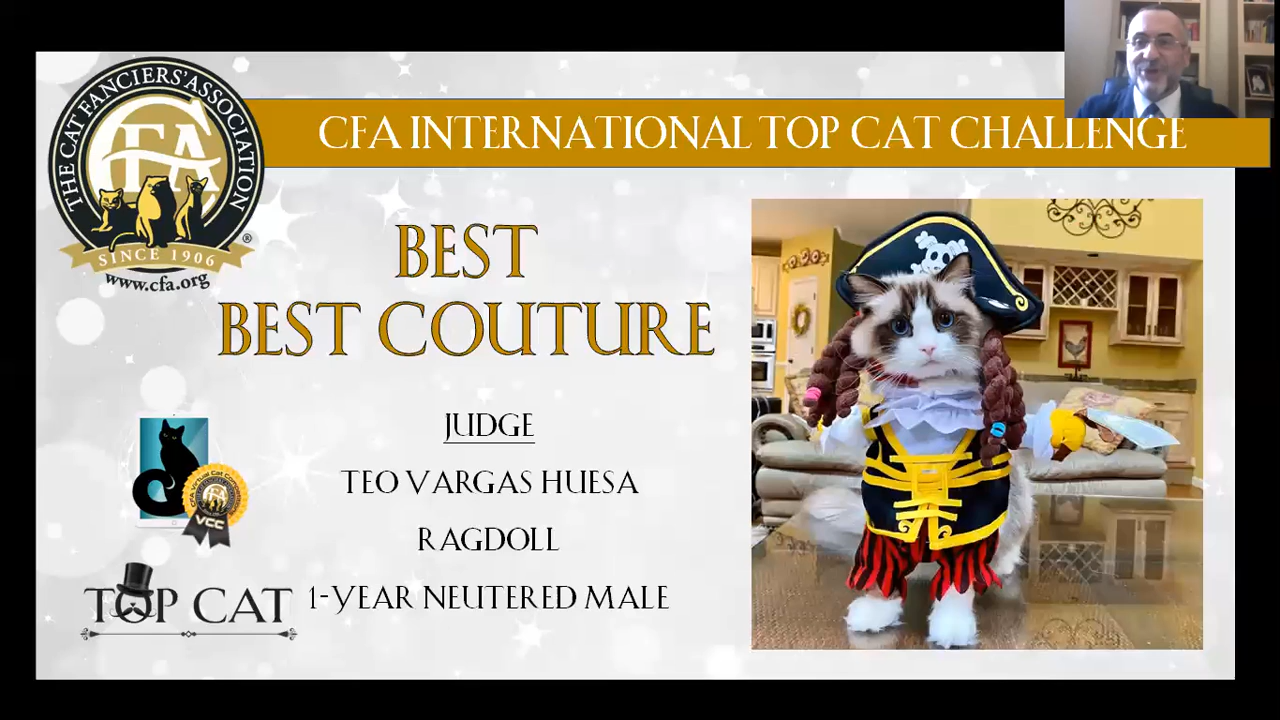 THE CAT FANCIERS' ASSOCIATION
CFA
SINCE 1906
®
www.cfa.org
CFA INTERNATIONAL TOP CAT CHALLENGE
BEST
BEST COUTURE
JUDGE
TEO VARGAS HUESA
RAGDOLL
1-YEAR NEUTERED MALE
VCC
TOP CAT